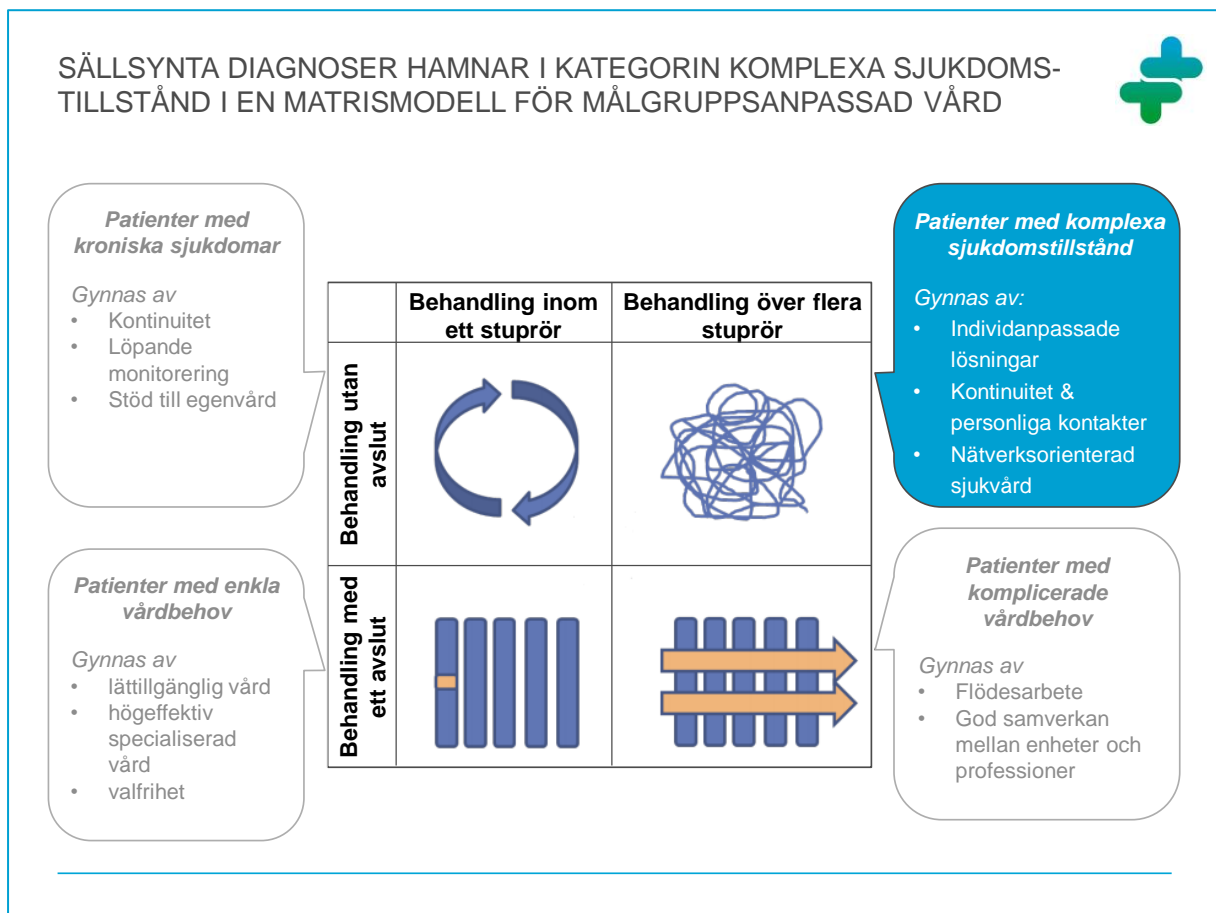 SÄLLSYNTA DIAGNOSER HAMNAR I KATEGORIN KOMPLEXA SJUKDOMS-
TILLSTÅND I EN MATRISMODELL FÖR MÅLGRUPPSANPASSAD VÅRD
Patienter med
kroniska sjukdomar
Gynnas av
• Kontinuitet
• Löpande
monitorering
• Stöd till egenvård
Patienter med enkla
vårdbehov
Gynnas av
• lättillgänglig vård
• högeffektiv
specialiserad
vård
• valfrihet
Behandling inom
ett stuprör
Behandling över flera
stuprör
Behandling utan
avslut
Behandling med
ett avslut
Patienter med komplexa
sjukdomstillstånd
Gynnas av:
• Individanpassade
lösningar
• Kontinuitet &
personliga kontakter
• Nätverksorienterad
sjukvård
Patienter med
komplicerade
vårdbehov
Gynnas av
• Flödesarbete
• God samverkan
mellan enheter och
professioner